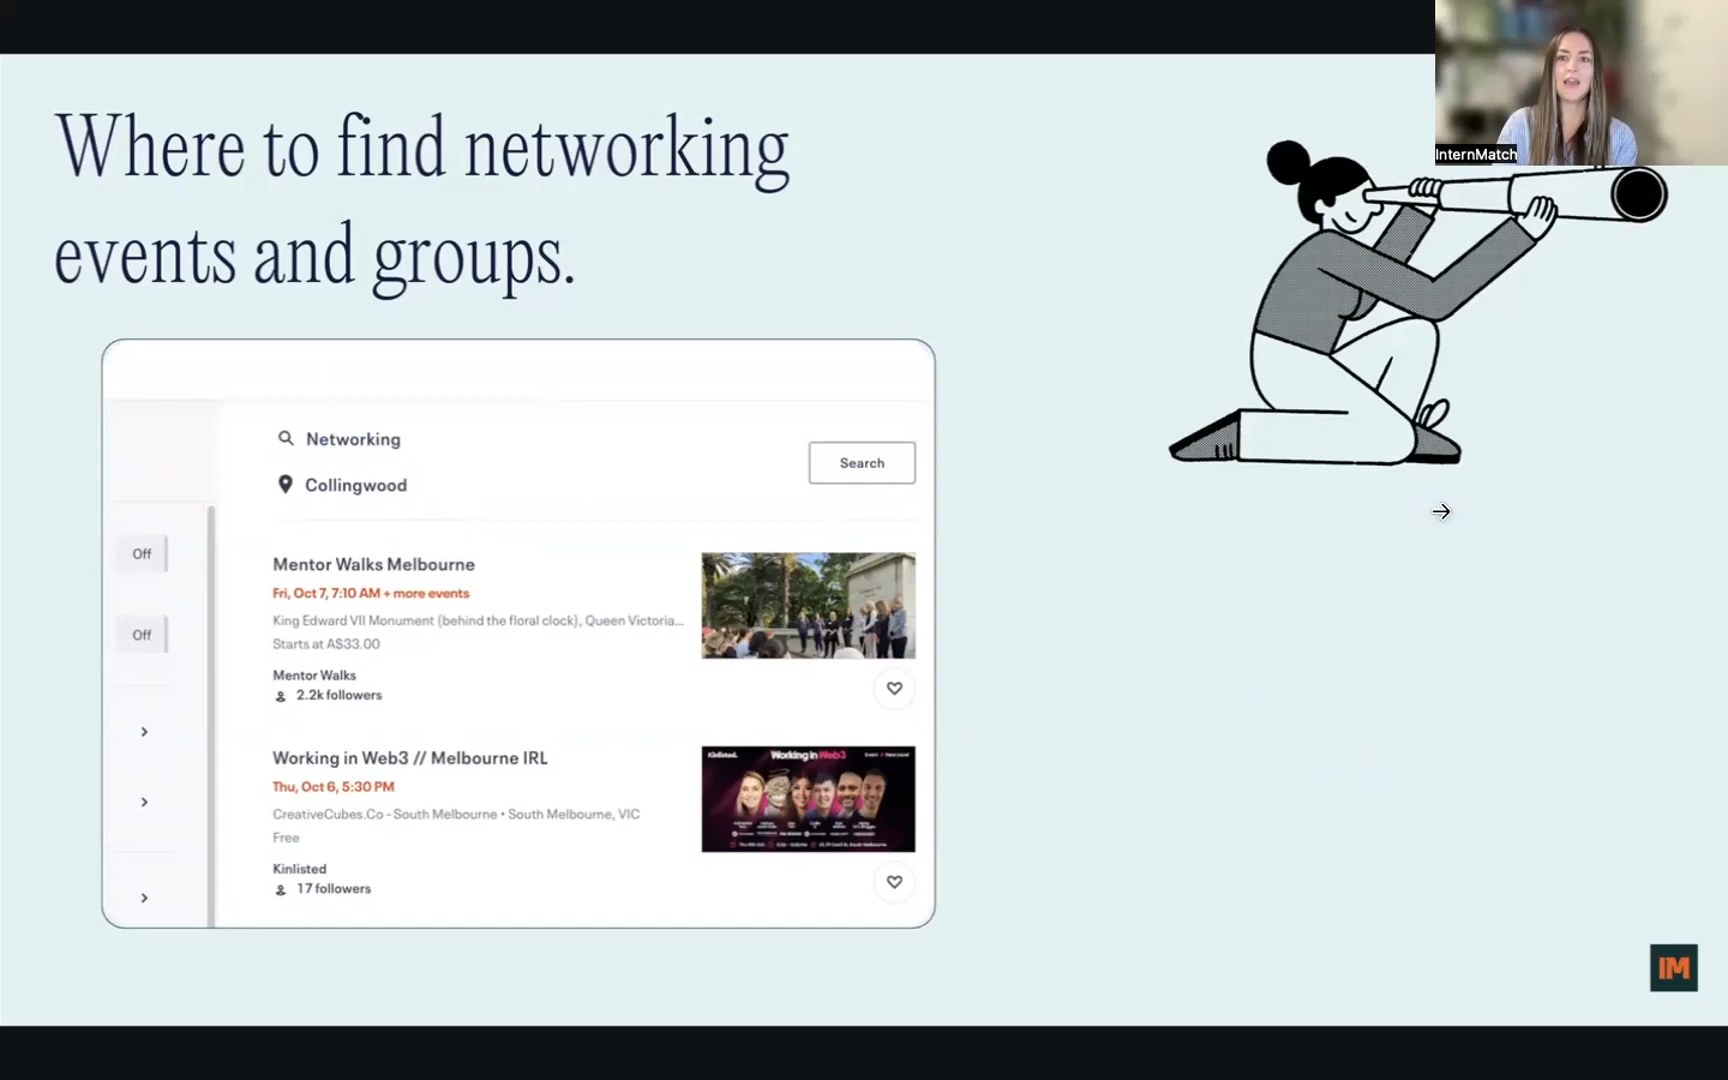 Where to find networking
events and groups.
InternMatch
Networking
Collingwood
Search
Off
Off
Mentor Walks Melbourne
Fri, Oct 7, 7:10 AM + more events
King Edward VII Monument (behind the floral clock), Queen Victoria...
Starts at A$33.00
Mentor Walks
2.2k followers
Working in Web3 // Melbourne IRL
Thu, Oct 6, 5:30 PM
CreativeCubes.Co - South Melbourne • South Melbourne, VIC
Free
Kinlisted
17 followers
Kinlisted.
Working in Web3
IM